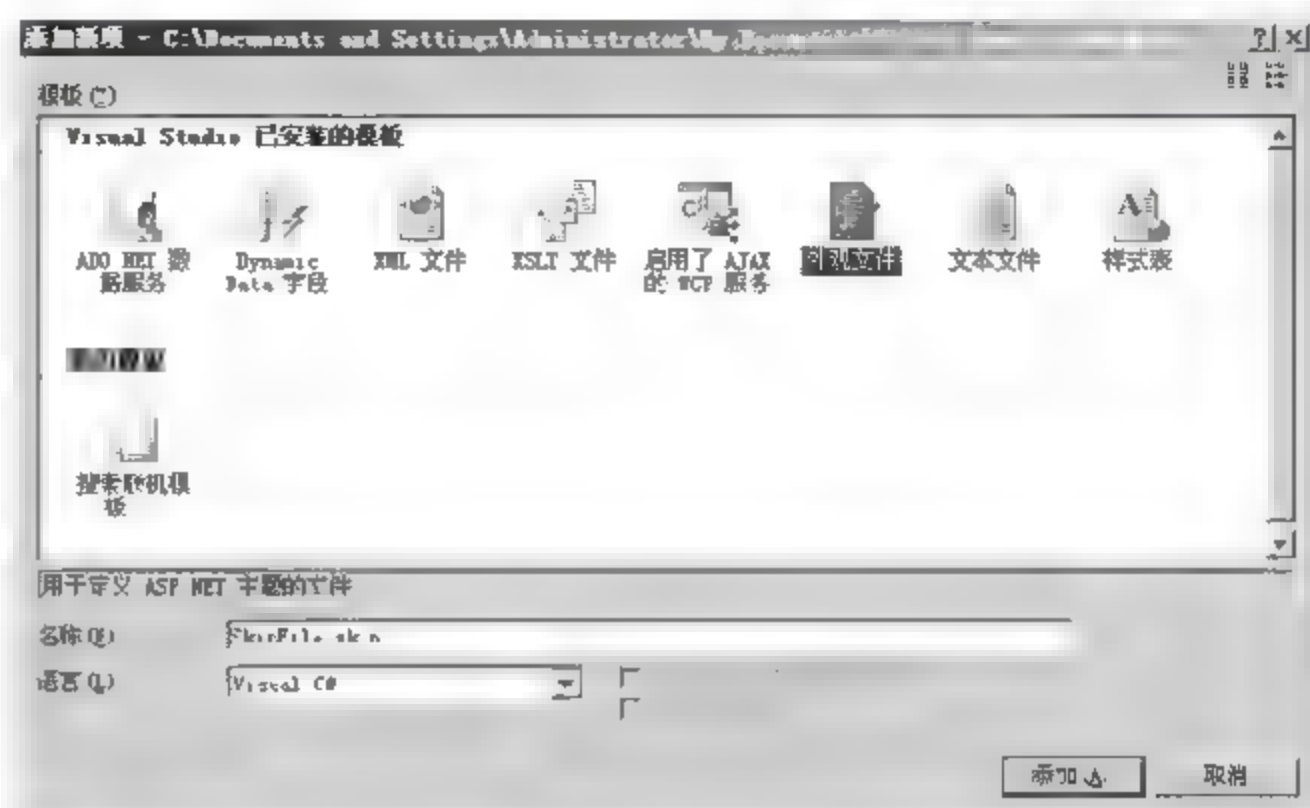 添加新项 - C:\Documents and Settings\Administrator\My
模板(T)
Visual Studio 已安装的模板
ADO NET 数据服务
Dynamic Data 字段
XML 文件
XSLT 文件
启用了 AJAX 的 WCF 服务
外观文件
文本文件
样式表
搜索联机模板
用于定义 ASP NET 主题的文件
名称(N)
SkinFile skin
语言(L)
Visual C#
添加 A
取消